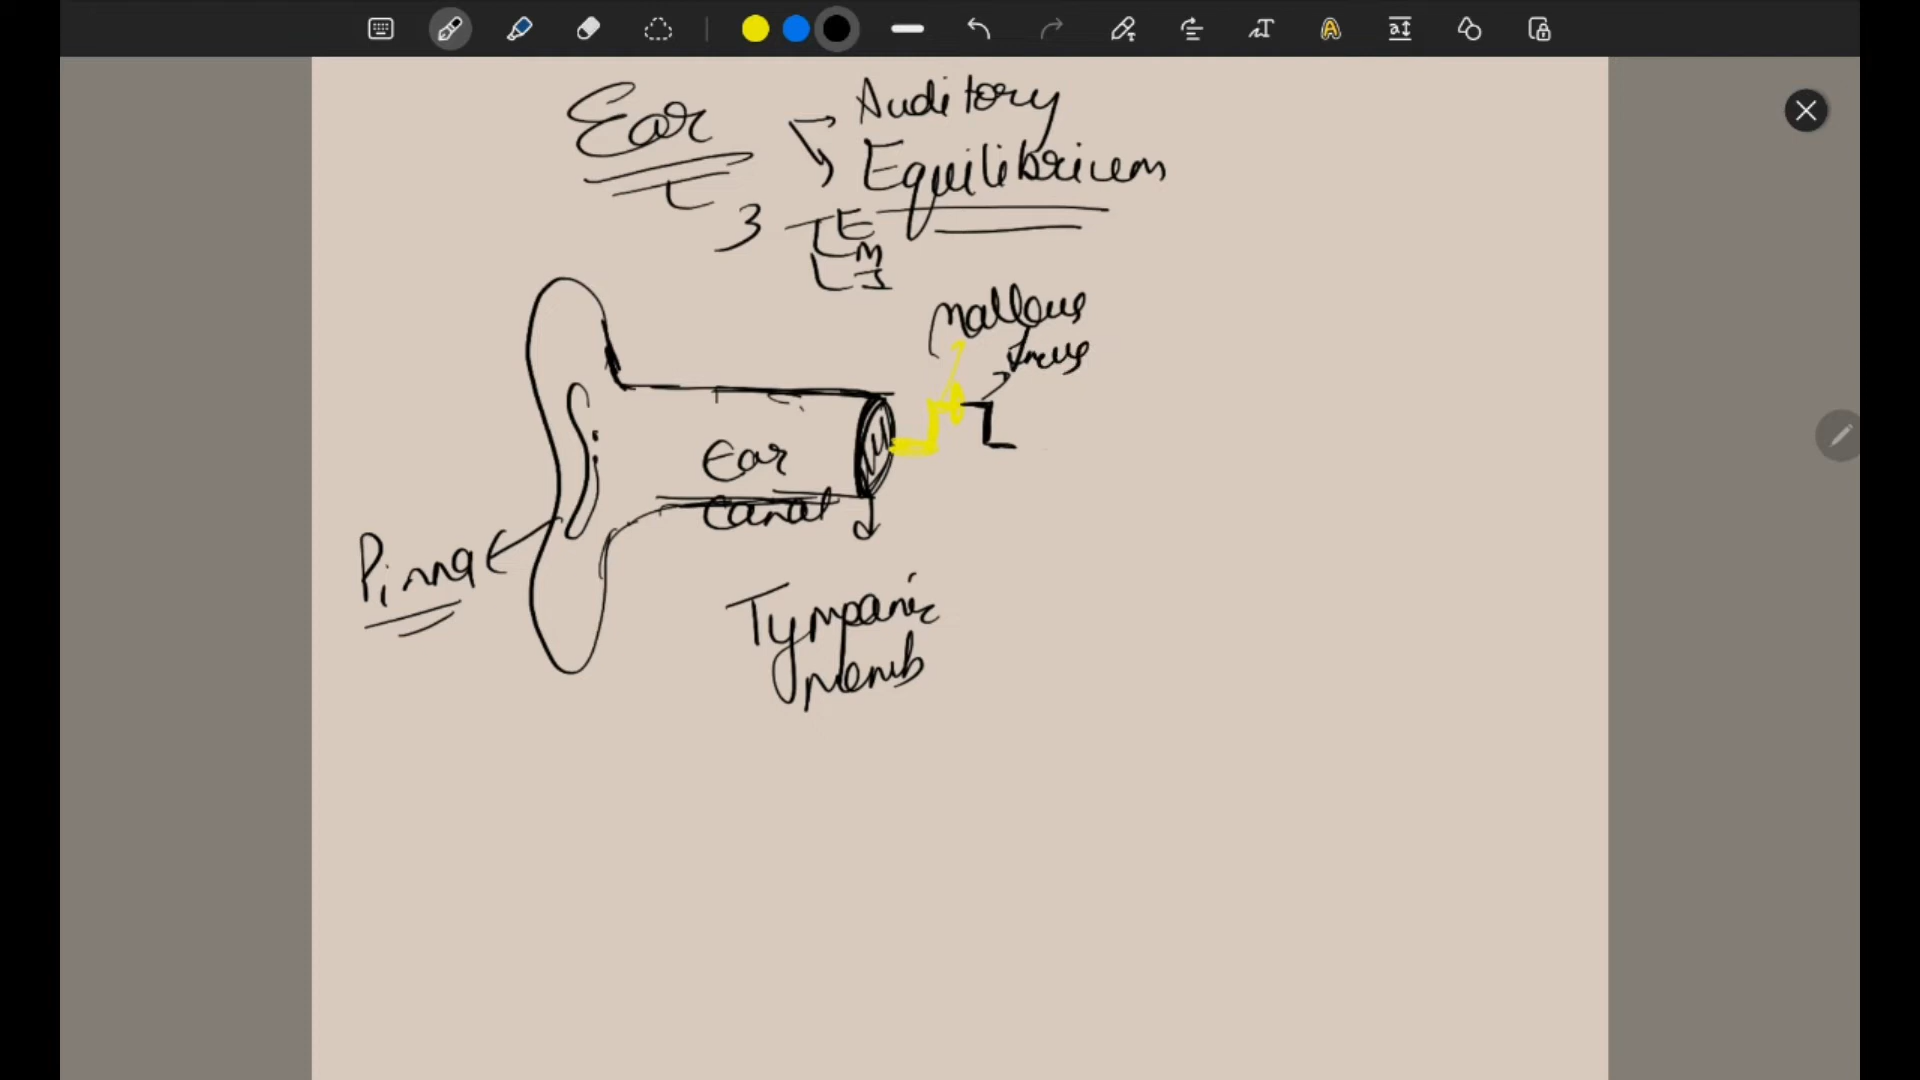 Ear
Auditory
Equilibrium
3
E
M
I
Malleus
Incus
Ear
Canal
Pinna
Tympanic
memb